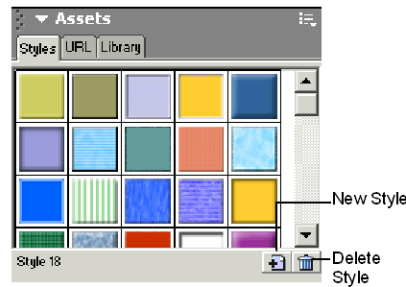 Assets
Styles URL Library
New Style
Style 18
Delete
Style